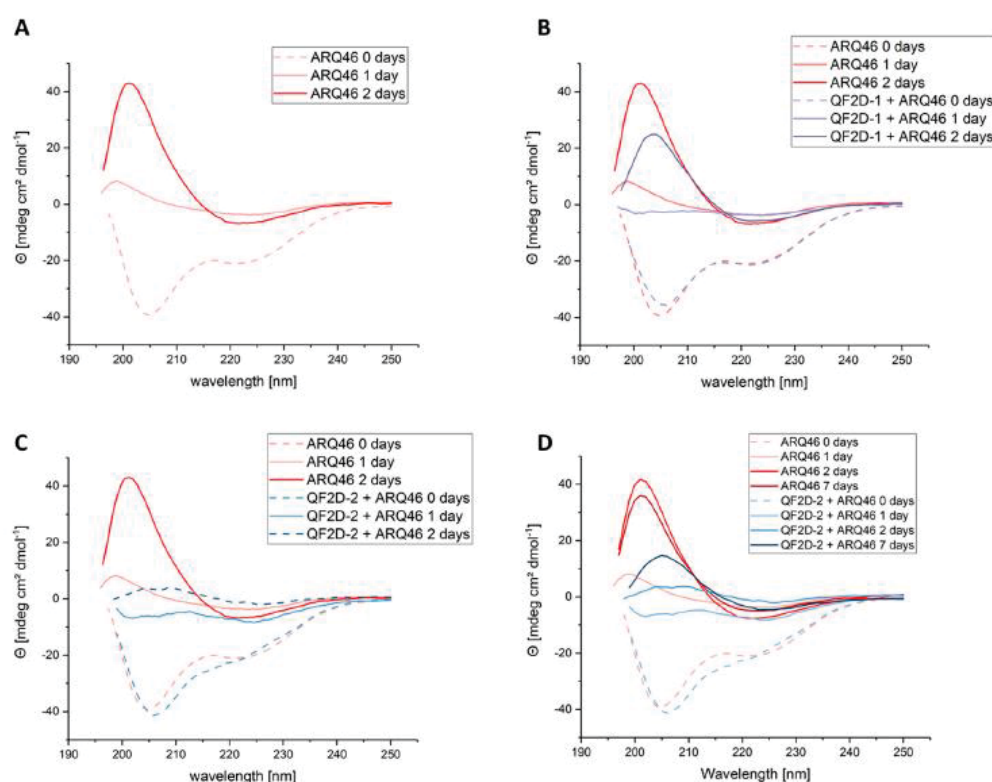 A
ARQ46 0 days
ARQ46 1 day
ARQ46 2 days
Θ [mdeg cm² dmol⁻¹]
40
20
0
-20
-40
190 200 210 220 230 240 250
wavelength [nm]
B
ARQ46 0 days
ARQ46 1 day
ARQ46 2 days
QF2D-1 + ARQ46 0 days
QF2D-1 + ARQ46 1 day
QF2D-1 + ARQ46 2 days
Θ [mdeg cm² dmol⁻¹]
40
20
0
-20
-40
190 200 210 220 230 240 250
wavelength [nm]
C
ARQ46 0 days
ARQ46 1 day
ARQ46 2 days
QF2D-2 + ARQ46 0 days
QF2D-2 + ARQ46 1 day
QF2D-2 + ARQ46 2 days
Θ [mdeg cm² dmol⁻¹]
40
20
0
-20
-40
190 200 210 220 230 240 250
wavelength [nm]
D
ARQ46 0 days
ARQ46 1 day
ARQ46 2 days
ARQ46 7 days
QF2D-2 + ARQ46 0 days
QF2D-2 + ARQ46 1 day
QF2D-2 + ARQ46 2 days
QF2D-2 + ARQ46 7 days
Θ [mdeg cm² dmol⁻¹]
40
20
0
-20
-40
190 200 210 220 230 240 250
Wavelength [nm]